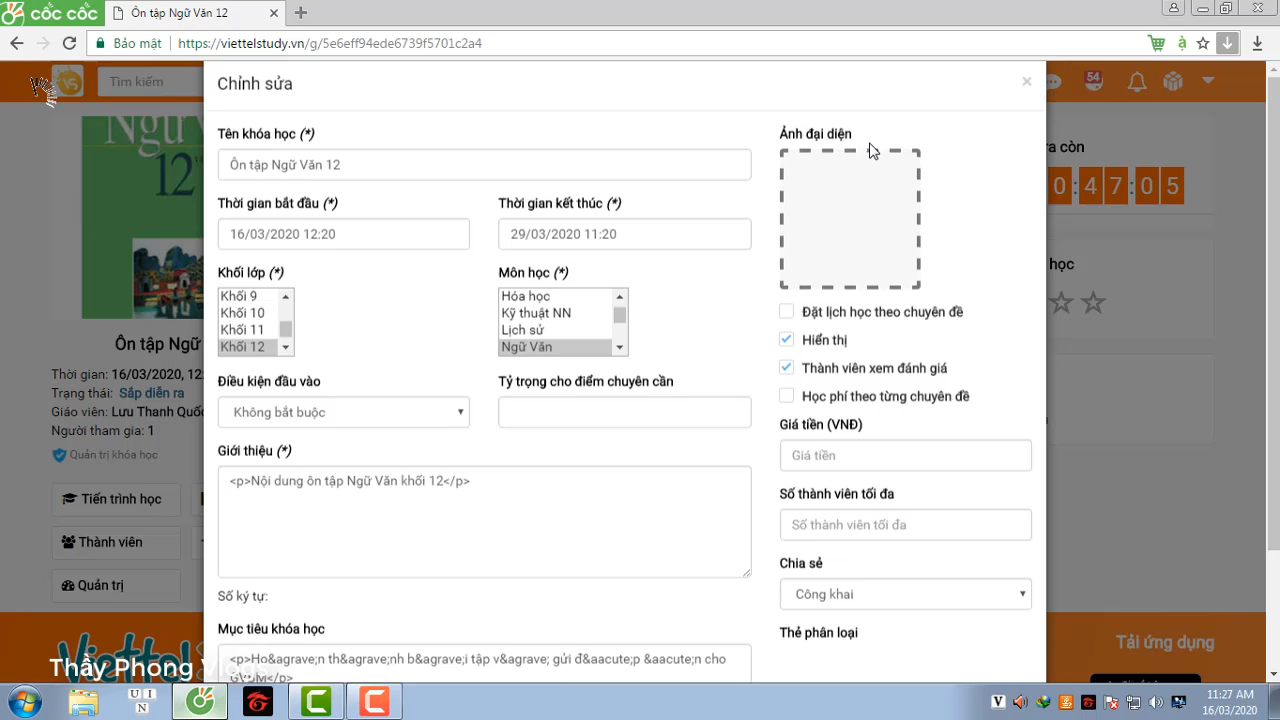 cốc cốc
Ôn tập Ngữ Văn 12
Bảo mật
https://viettelstudy.vn/g/5e6eff94ede6739f5701c2a4
Tìm kiếm
54
Chỉnh sửa
Tên khóa học (*)
Ôn tập Ngữ Văn 12
Thời gian bắt đầu (*)
Thời gian kết thúc (*)
16/03/2020 12:20
29/03/2020 11:20
Khối lớp (*)
Môn học (*)
Khối 9
Khối 10
Khối 11
Khối 12
Hóa học
Kỹ thuật NN
Lịch sử
Ngữ Văn
Điều kiện đầu vào
Tỷ trọng cho điểm chuyên cần
Không bắt buộc
Giới thiệu (*)
<p>Nội dung ôn tập Ngữ Văn khối 12</p>
Số ký tự:
Mục tiêu khóa học
<p>Ho&agrave;n th&agrave;nh b&agrave;i tập v&agrave; gửi đ&aacute;p &aacute;n cho
Ảnh đại diện
Đặt lịch học theo chuyên đề
Hiển thị
Thành viên xem đánh giá
Học phí theo từng chuyên đề
Giá tiền (VNĐ)
Giá tiền
Số thành viên tối đa
Số thành viên tối đa
Chia sẻ
Công khai
Thẻ phân loại
12
Ôn tập Ngữ
Thời gian: 16/03/2020, 12:
Trạng thái: Sắp diễn ra
Giáo viên: Lưu Thanh Quốc
Người tham gia: 1
Quản trị khóa học
Tiến trình học
Thành viên
Quản trị
ra còn
0:47:05
học
Tải ứng dụng
Thầy Phong Vlogs
UI
N
V
11:27 AM
16/03/2020